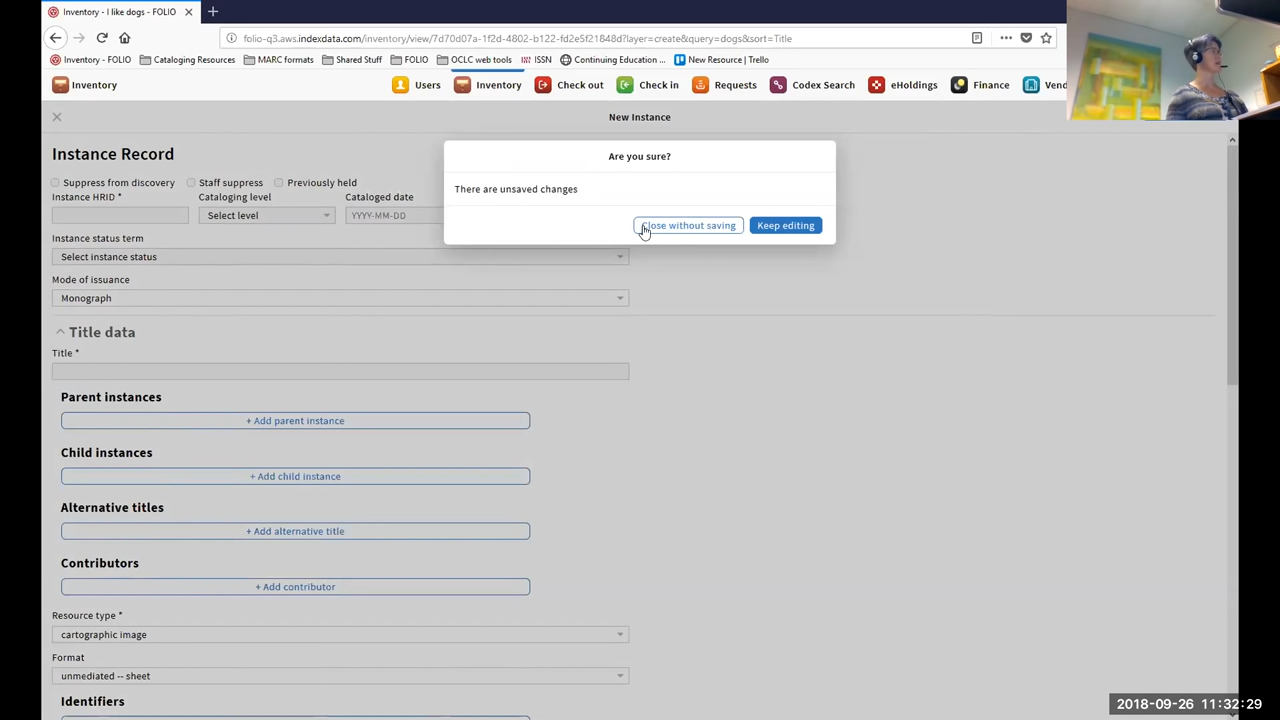 Inventory - I like dogs - FOLIO
folio-q3.aws.indexdata.com/inventory/view/7d70d07a-1f2d-4802-b122-fd2e5f21848d?layer=create&query=dogs&sort=Title
Inventory - FOLIO Cataloging Resources MARC formats Shared Stuff FOLIO OCLC web tools ISSN Continuing Education ... New Resource | Trello
Inventory Users Inventory Check out Check in Requests Codex Search eHoldings Finance Vend
New Instance
Are you sure?
There are unsaved changes
Close without saving Keep editing
Instance Record
Suppress from discovery Staff suppress Previously held
Instance HRID * Cataloging level Cataloged date
Select level YYYY-MM-DD
Instance status term
Select instance status
Mode of issuance
Monograph
Title data
Title *
Parent instances
+ Add parent instance
Child instances
+ Add child instance
Alternative titles
+ Add alternative title
Contributors
+ Add contributor
Resource type *
cartographic image
Format
unmediated -- sheet
Identifiers
2018-09-26 11:32:29